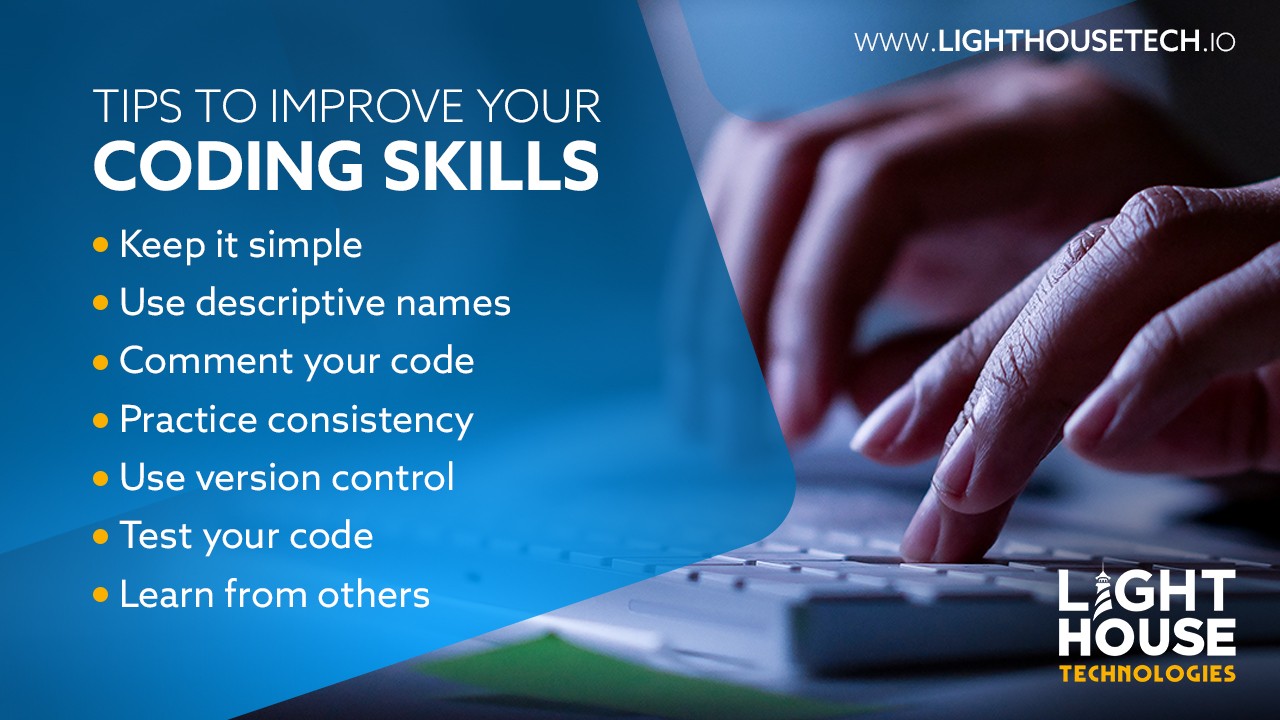 WWW.LIGHTHOUSETECH.IO
TIPS TO IMPROVE YOUR
CODING SKILLS
• Keep it simple
• Use descriptive names
• Comment your code
• Practice consistency
• Use version control
• Test your code
• Learn from others
LIGHT
HOUSE
TECHNOLOGIES